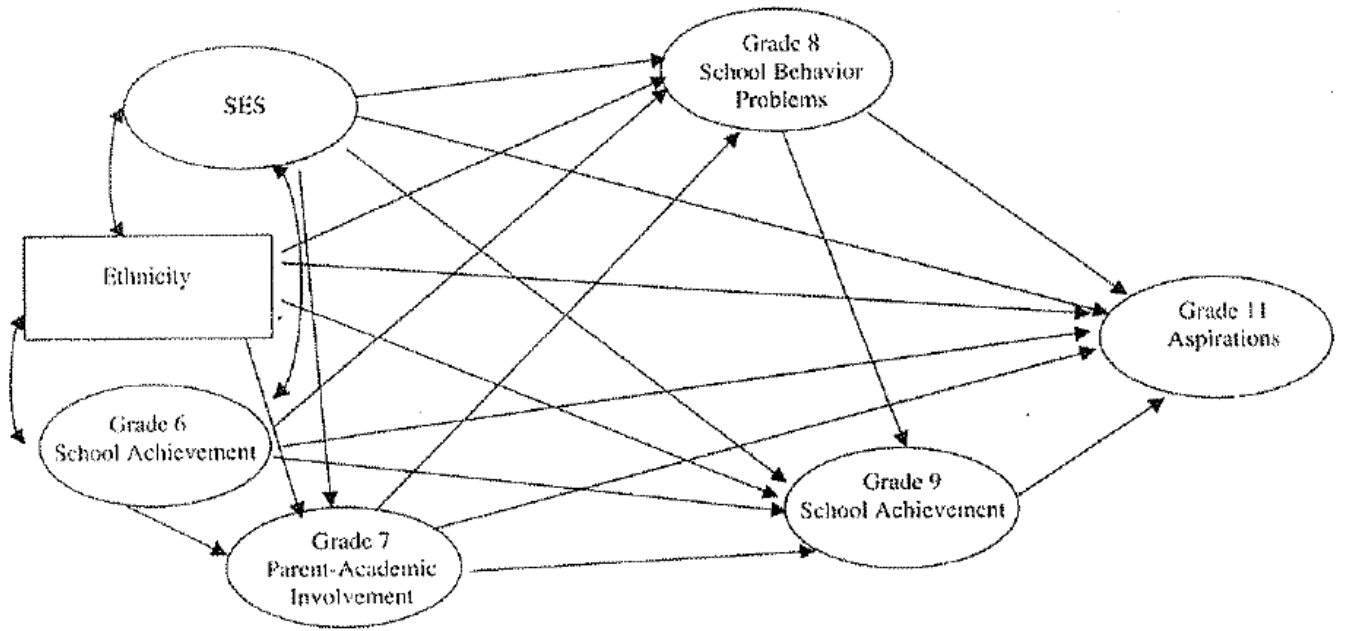 Grade 8
School Behavior
Problems
SES
Ethnicity
Grade 11
Aspirations
Grade 6
School Achievement
Grade 9
School Achievement
Grade 7
Parent-Academic
Involvement